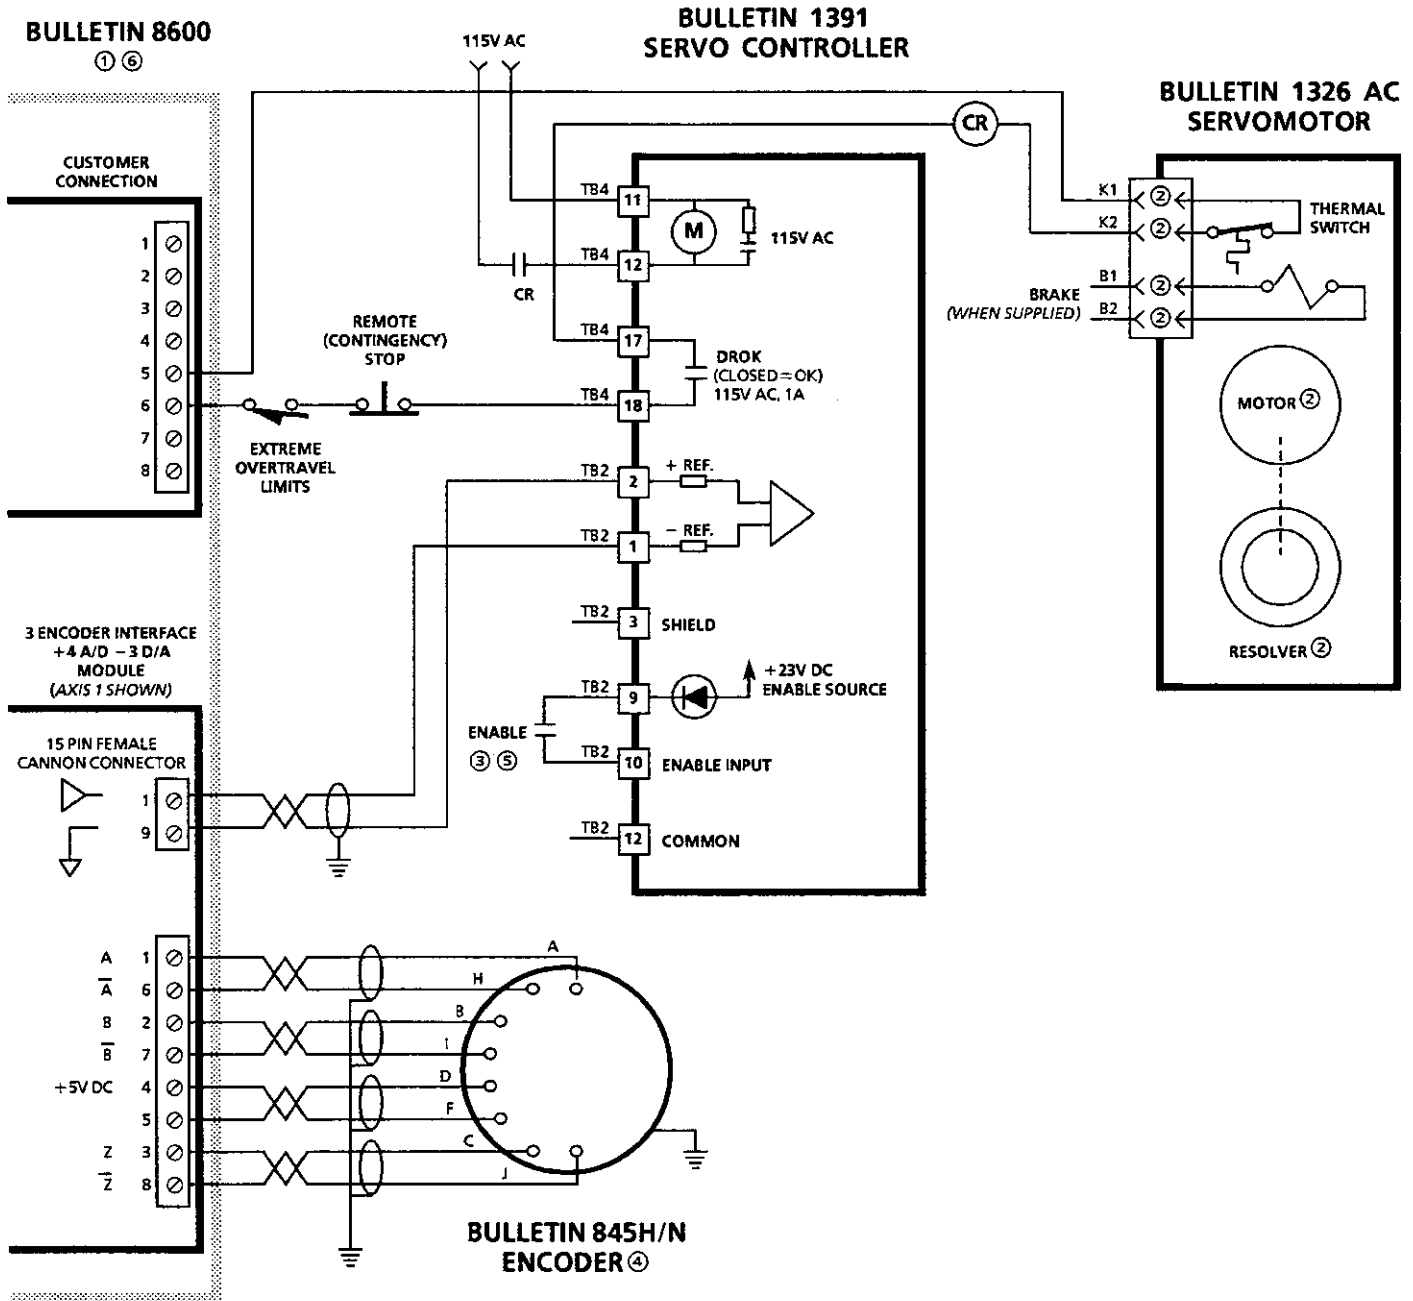 BULLETIN 8600
① ⑥
115V AC
BULLETIN 1391
SERVO CONTROLLER
BULLETIN 1326 AC
SERVOMOTOR
CUSTOMER
CONNECTION
1
2
3
4
5
6
7
8
REMOTE
(CONTINGENCY)
STOP
EXTREME
OVERTRAVEL
LIMITS
CR
CR
TB4 11
M
115V AC
TB4 12
TB4 17
DROK
(CLOSED = OK)
115V AC, 1A
TB4 18
TB2 2 + REF.
TB2 1 − REF.
TB2 3 SHIELD
TB2 9
+23V DC
ENABLE SOURCE
ENABLE
③ ⑤
TB2 10 ENABLE INPUT
TB2 12 COMMON
K1 ②
K2 ②
THERMAL
SWITCH
B1 ②
B2 ②
BRAKE
(WHEN SUPPLIED)
MOTOR ②
RESOLVER ②
3 ENCODER INTERFACE
+4 A/D − 3 D/A
MODULE
(AXIS 1 SHOWN)
15 PIN FEMALE
CANNON CONNECTOR
1
9
A 1 A
A̅ 6 H
B 2 B
B̅ 7 I
+5V DC 4 D
5 F
Z 3 C
Z̅ 8 J
BULLETIN 845H/N
ENCODER ④